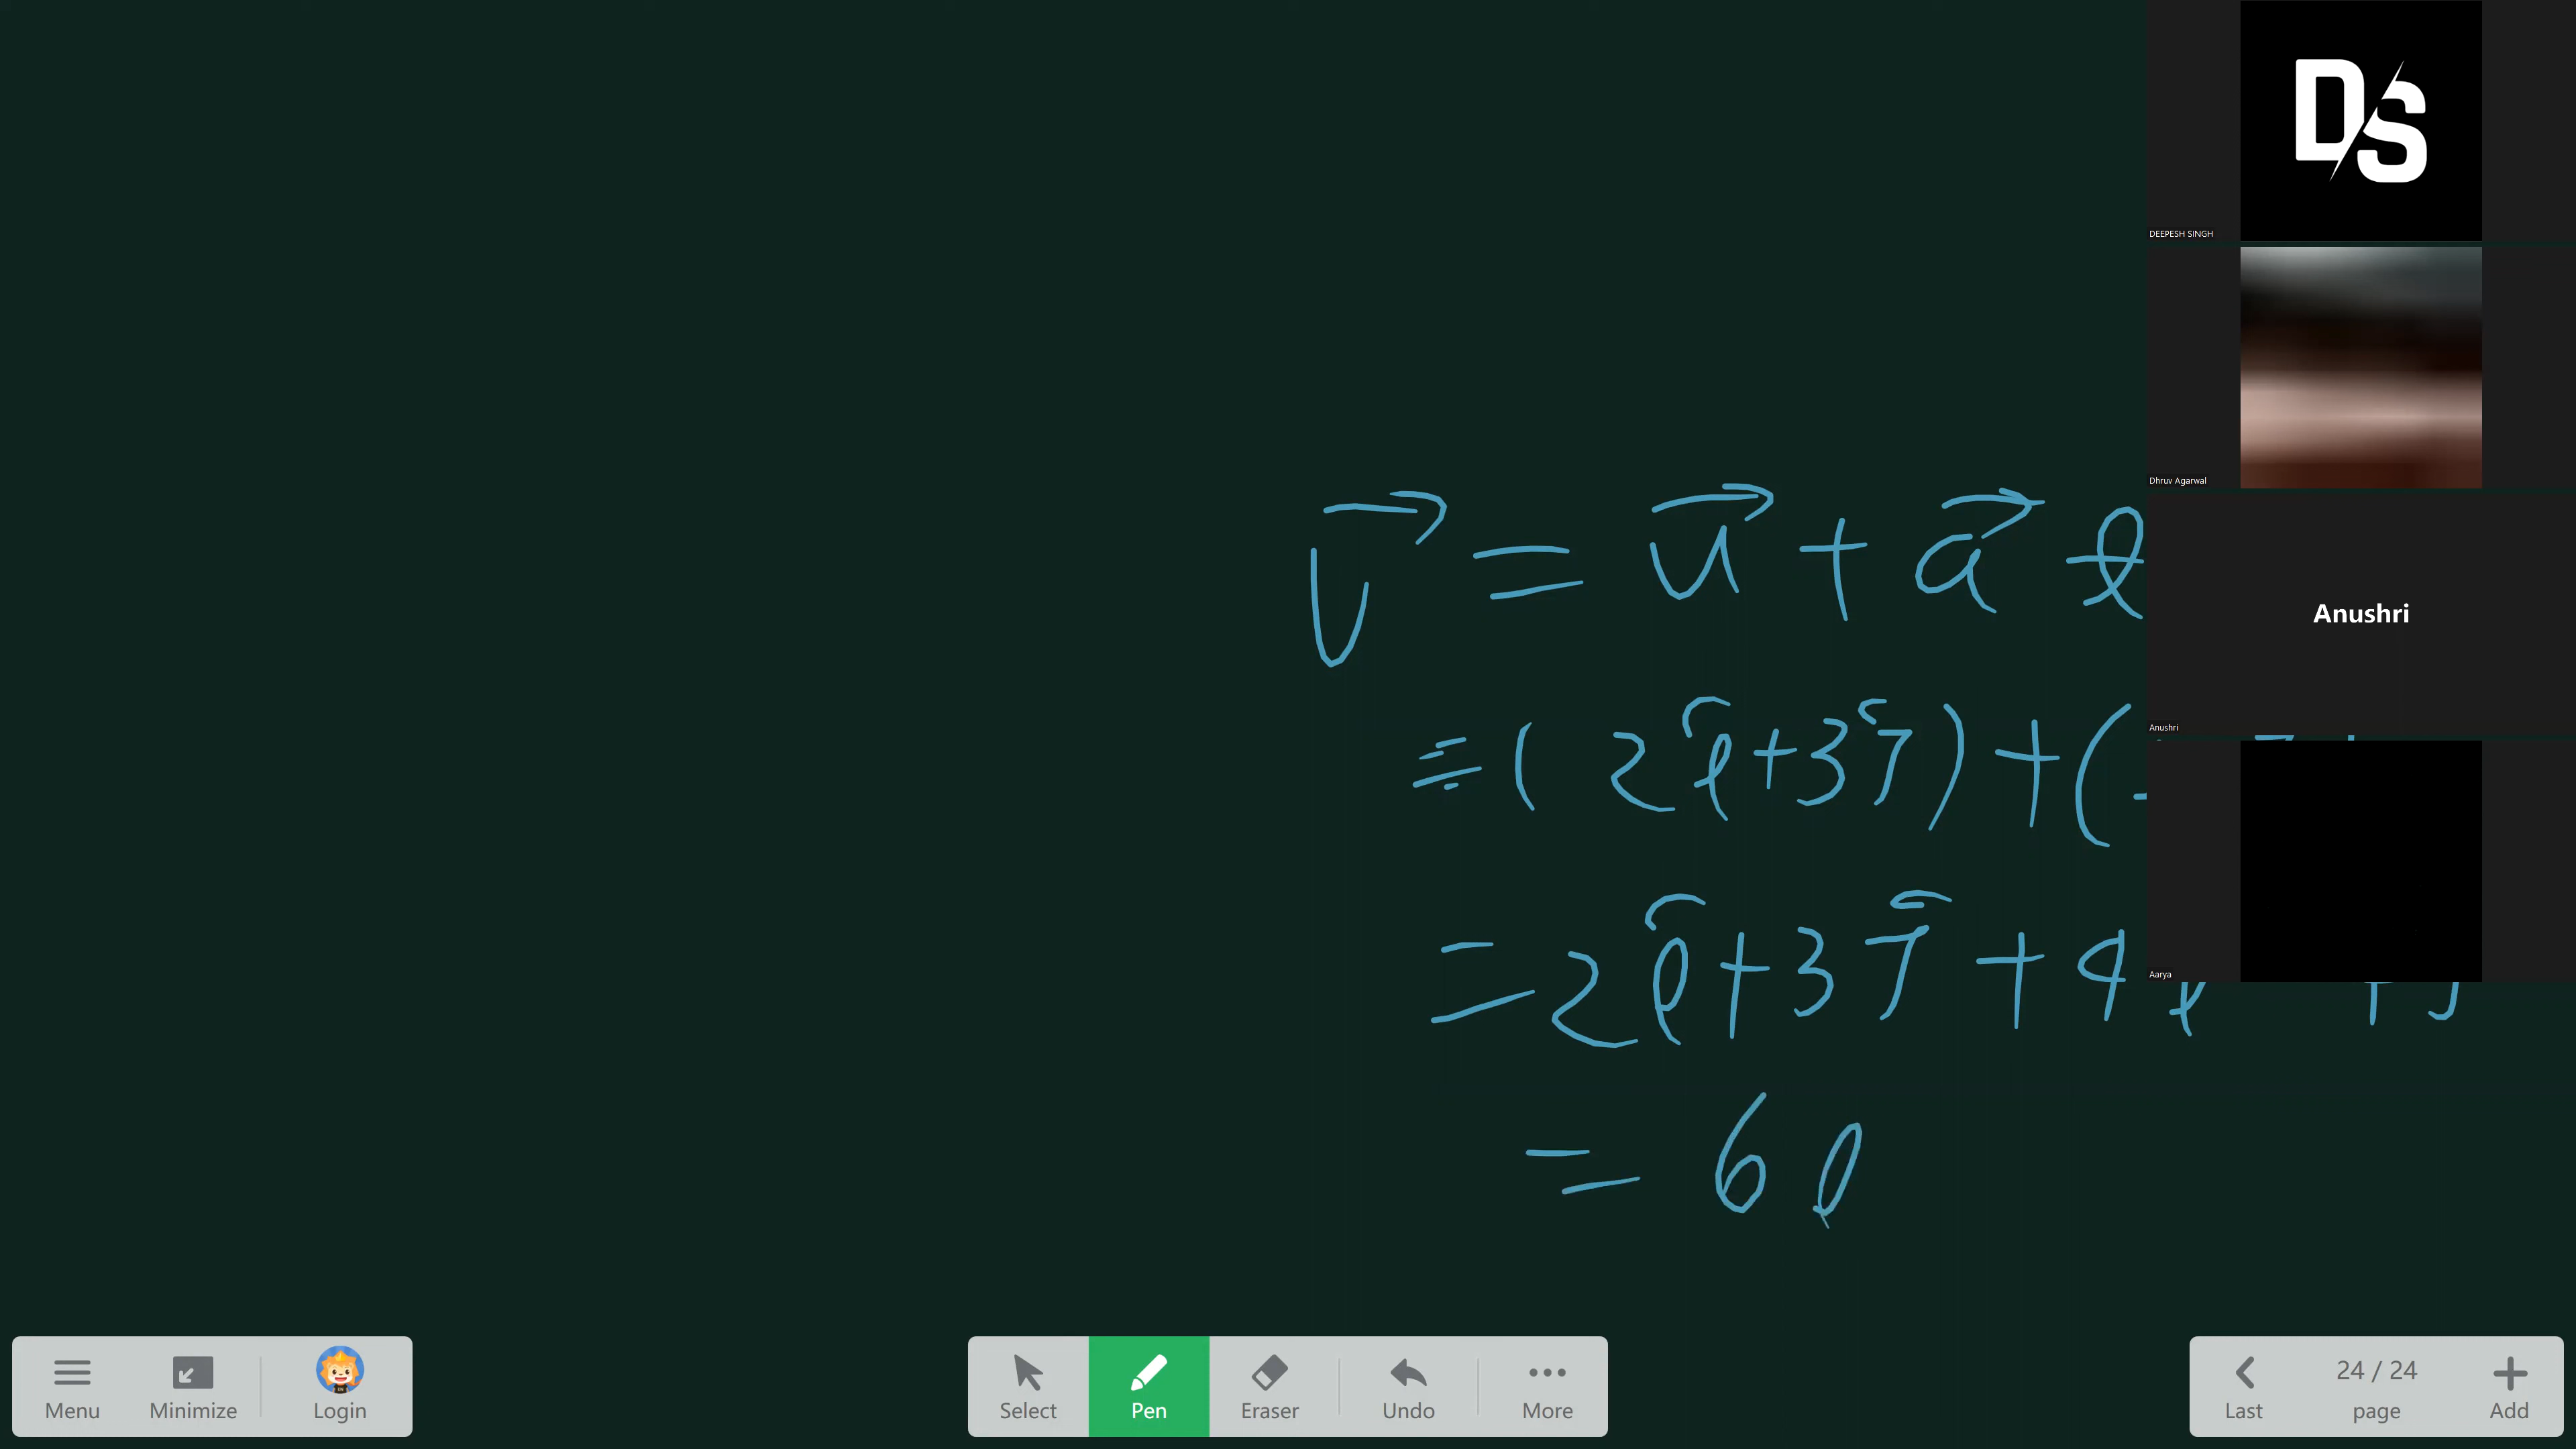 DS
DEEPESH SINGH
Dhruv Agarwal
Anushri
Anushri
Aarya
v⃗ = u⃗ + a⃗ t
= ( 2î + 3ĵ ) + (
= 2î + 3ĵ + 4
= 6
Menu
Minimize
Login
Select
Pen
Eraser
Undo
More
Last
24 / 24
page
Add